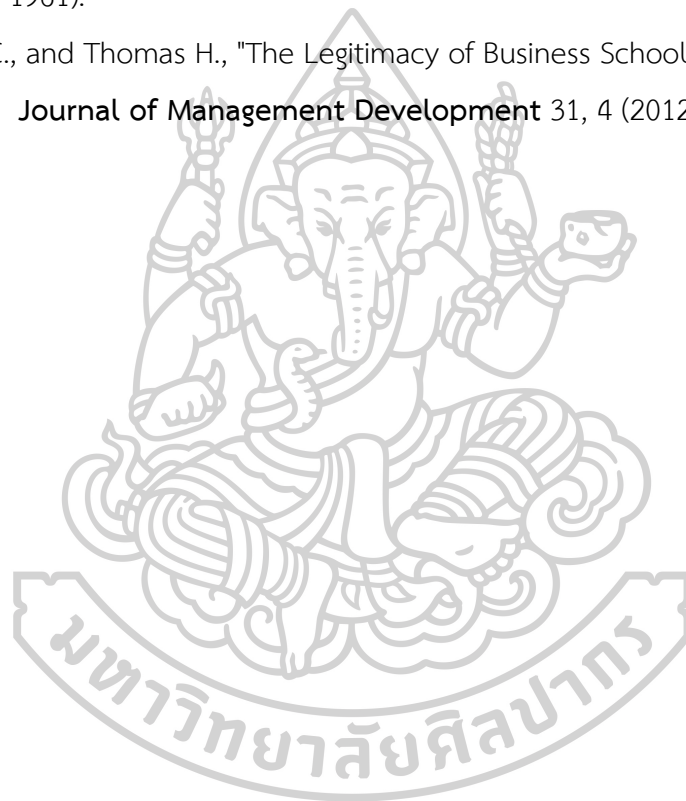 1961).
., and Thomas H., "The Legitimacy of Business School
Journal of Management Development 31, 4 (2012
มหาวิทยาลัยศิลปากร